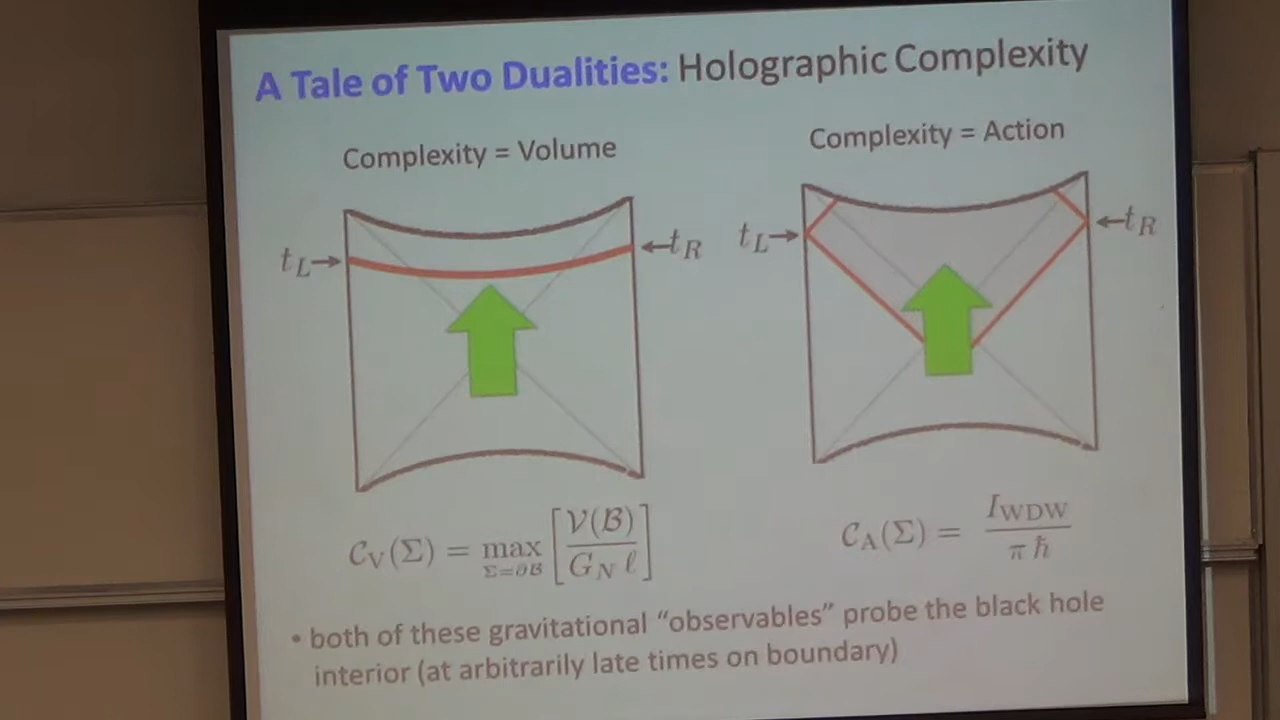 A Tale of Two Dualities: Holographic Complexity
Complexity = Volume
Complexity = Action
t_L→
←t_R
t_L→
←t_R
𝒞_V(Σ) = max_{Σ=∂ℬ} [𝒱(ℬ) / G_N ℓ]
𝒞_A(Σ) = I_WDW / π ℏ
• both of these gravitational “observables” probe the black hole
interior (at arbitrarily late times on boundary)